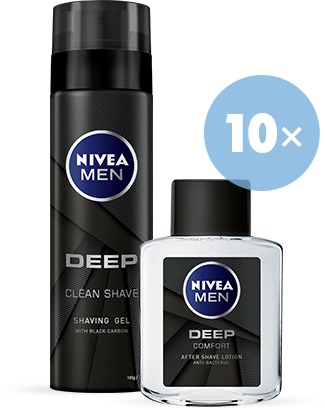 10×
NIVEA
MEN
DEEP
CLEAN SHAVE
SHAVING GEL
WITH BLACK CARBON
NIVEA
MEN
DEEP
COMFORT
AFTER SHAVE LOTION
ANTI-BACTERIAL